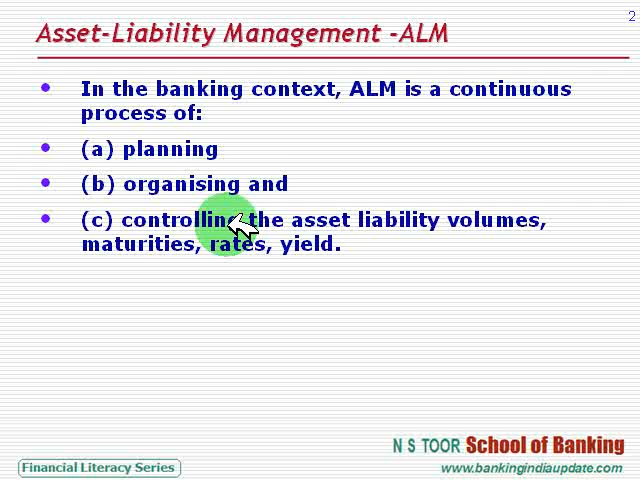 2
Asset-Liability Management -ALM
In the banking context, ALM is a continuous
process of:
(a) planning
(b) organising and
(c) controlling the asset liability volumes,
maturities, rates, yield.
N S TOOR School of Banking
Financial Literacy Series
www.bankingindiaupdate.com